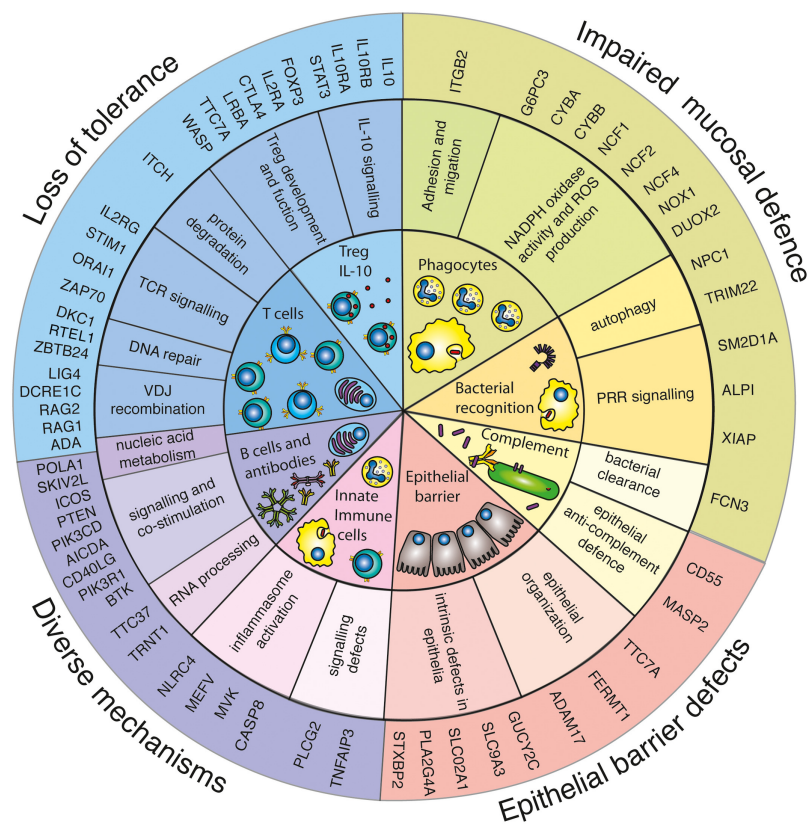 Loss of tolerance
Impaired mucosal defence
Epithelial barrier defects
Diverse mechanisms
ITGB2
G6PC3
CYBA
CYBB
NCF1
NCF2
NCF4
NOX1
DUOX2
NPC1
TRIM22
SM2D1A
ALPI
XIAP
FCN3
CD55
MASP2
TTC7A
FERMT1
ADAM17
GUCY2C
SLC9A3
SLC02A1
PLA2G4A
STXBP2
TNFAIP3
PLCG2
CASP8
MVK
MEFV
NLRC4
TRNT1
TTC37
BTK
PIK3R1
CD40LG
AICDA
PIK3CD
PTEN
ICOS
SKIV2L
POLA1
ADA
RAG1
RAG2
DCRE1C
LIG4
ZBTB24
RTEL1
DKC1
ZAP70
ORAI1
STIM1
IL2RG
ITCH
WASP
TTC7A
LRBA
CTLA4
IL2RA
FOXP3
STAT3
IL10RA
IL10RB
IL10
Adhesion and
migation
NADPH oxidase
activity and ROS
production
autophagy
PRR signalling
bacterial
clearance
epithelial
anti-complement
defence
epithelial
organization
intrinsic defects in
epithelia
signalling
defects
inflammasome
activation
RNA processing
signalling and
co-stimulation
nucleic acid
metabolism
VDJ
recombination
DNA repair
TCR signalling
protein
degradation
Treg development
and fuction
IL-10 signalling
Phagocytes
Bacterial
recognition
Complement
Epithelial
barrier
Innate
Immune
cells
B cells and
antibodies
T cells
Treg
IL-10